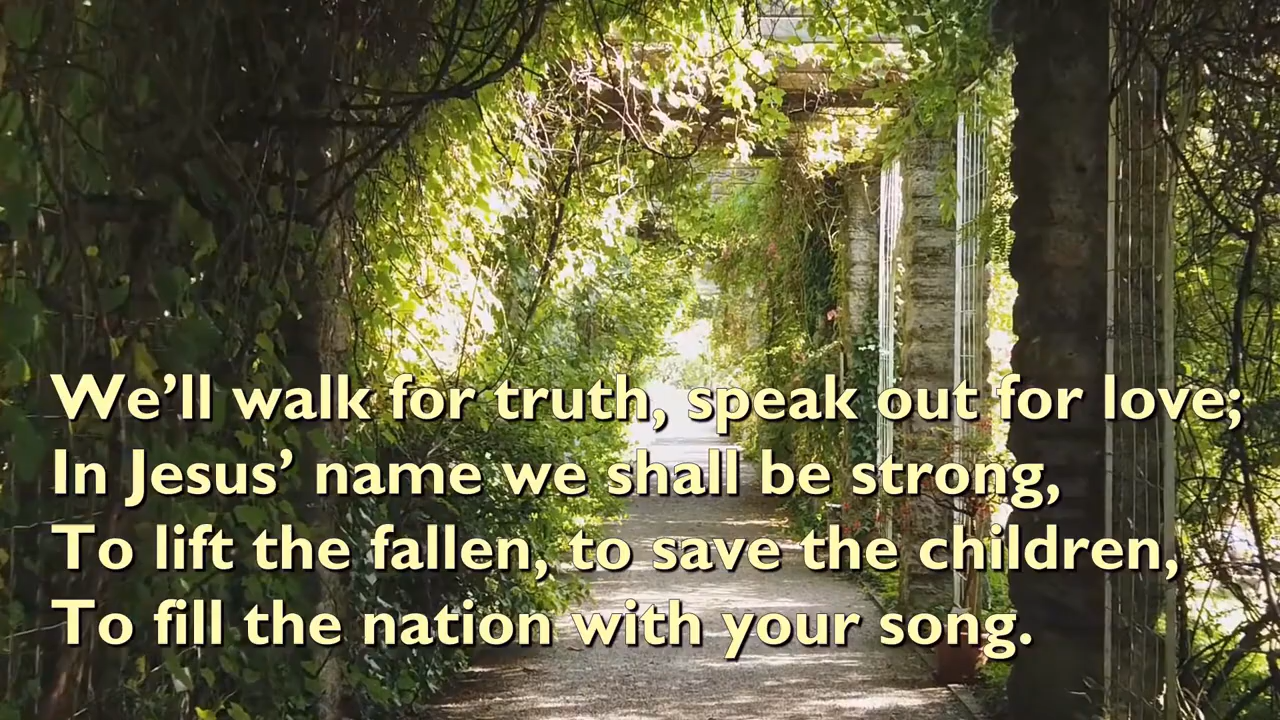 We’ll walk for truth, speak out for love;
In Jesus’ name we shall be strong,
To lift the fallen, to save the children,
To fill the nation with your song.